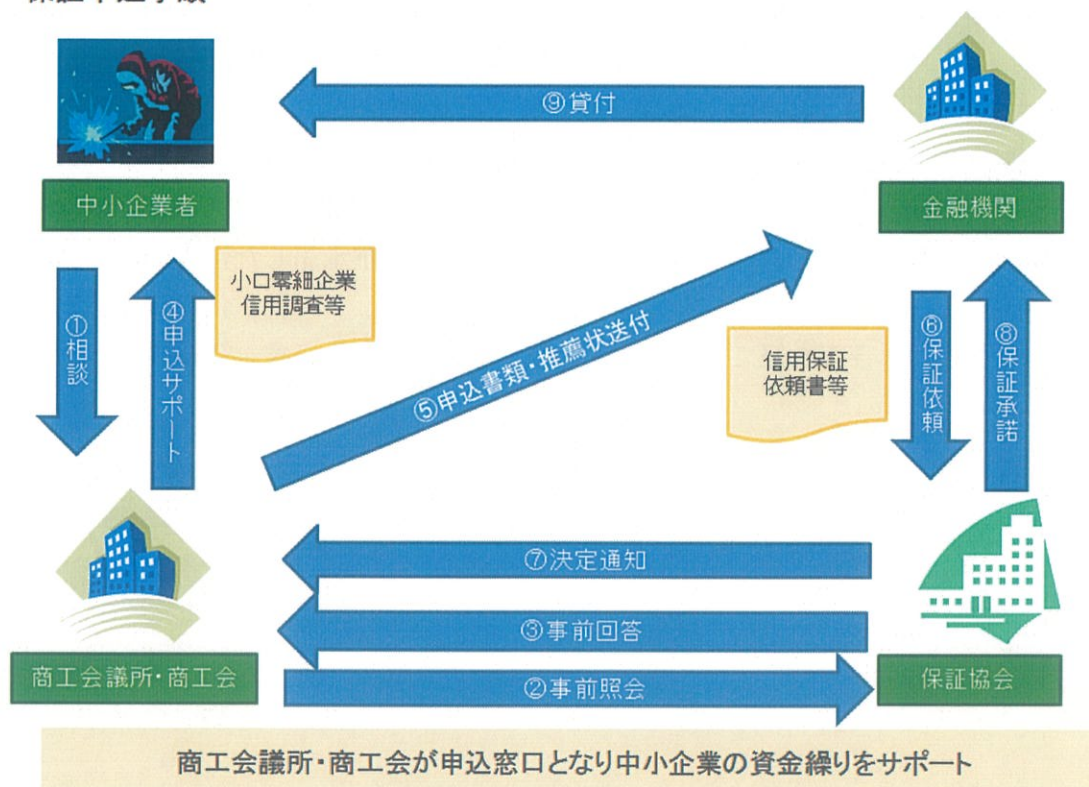 ⑨貸付
中小企業者
金融機関
小口零細企業
信用調査等
①相談
④申込サポート
⑤申込書類・推薦状送付
信用保証
依頼書等
⑥保証依頼
⑧保証承諾
⑦決定通知
③事前回答
②事前照会
商工会議所・商工会
保証協会
商工会議所・商工会が申込窓口となり中小企業の資金繰りをサポート